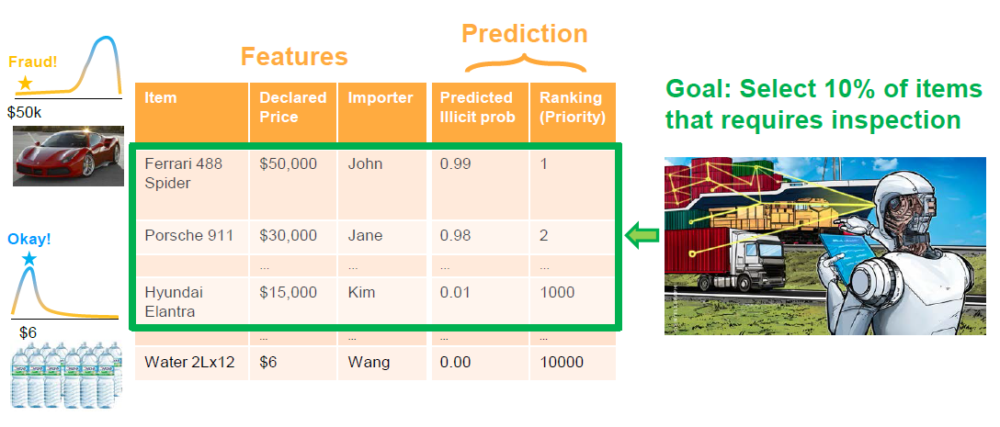 Prediction
Features
Fraud!
$50k
Item Declared Price Importer Predicted Illicit prob Ranking (Priority)
Goal: Select 10% of items
that requires inspection
Ferrari 488 Spider $50,000 John 0.99 1
Porsche 911 $30,000 Jane 0.98 2
... ... ... ...
Okay!
$6
Hyundai Elantra $15,000 Kim 0.01 1000
... ... ... ...
Water 2Lx12 $6 Wang 0.00 10000